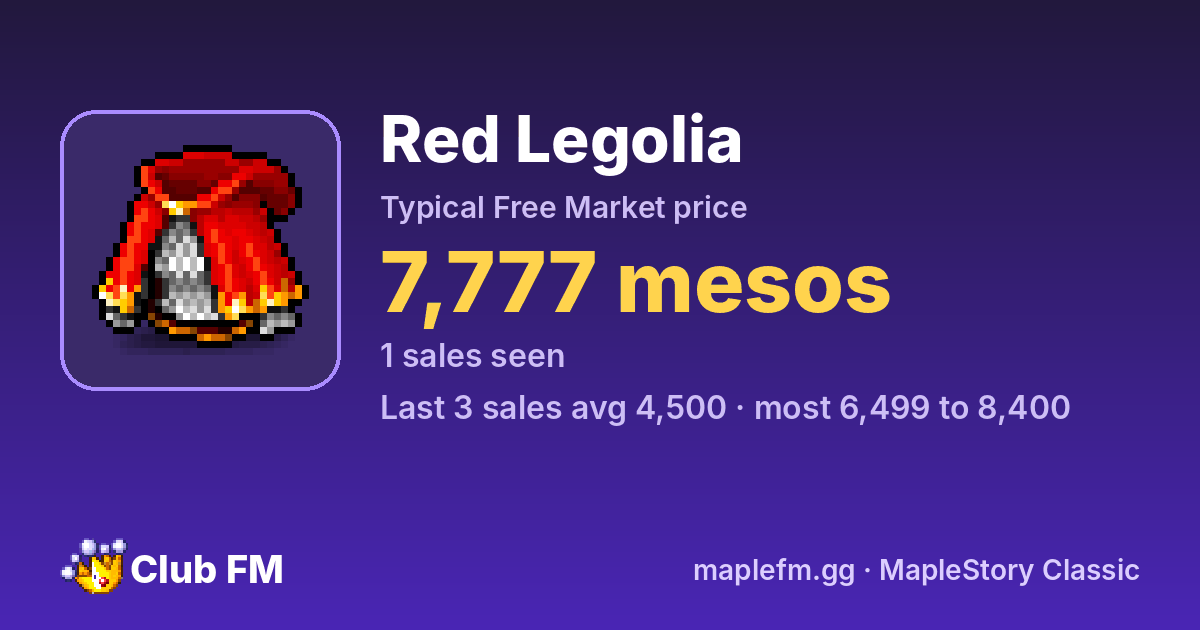 Red Legolia
Typical Free Market price
7,777 mesos
1 sales seen
Last 3 sales avg 4,500 · most 6,499 to 8,400
Club FM
maplefm.gg · MapleStory Classic